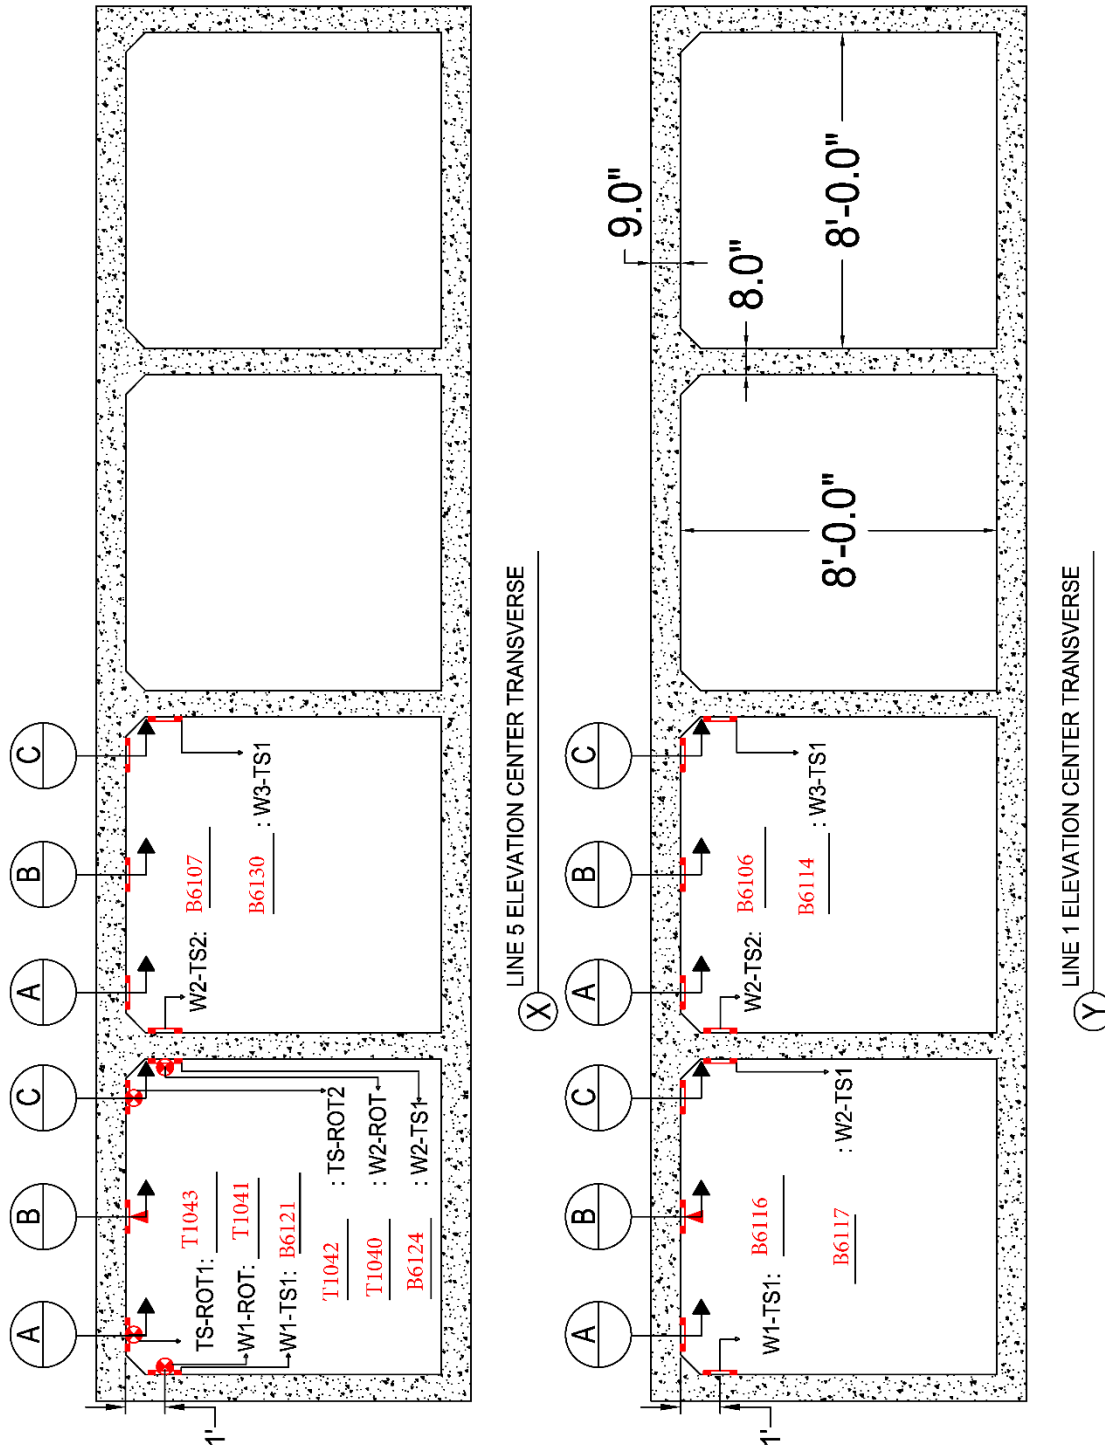 A
B
C
A
B
C
TS-ROT1: T1043
W1-ROT: T1041
W1-TS1: B6121
T1042 : TS-ROT2
T1040 : W2-ROT
B6124 : W2-TS1
W2-TS2: B6107
B6130 : W3-TS1
1'
X LINE 5 ELEVATION CENTER TRANSVERSE
A
B
C
A
B
C
9.0"
8.0"
8'-0.0"
8'-0.0"
W1-TS1: B6116
B6117 : W2-TS1
W2-TS2: B6106
B6114 : W3-TS1
1'
Y LINE 1 ELEVATION CENTER TRANSVERSE